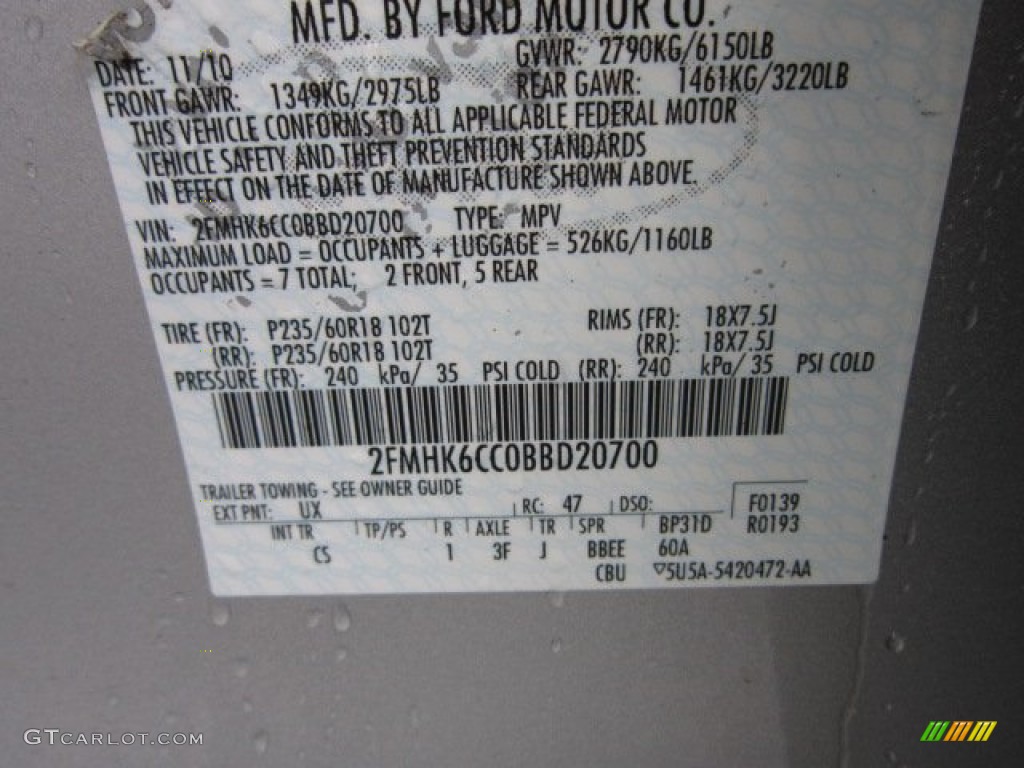 MFD. BY FORD MOTOR CO.
DATE: 11/10 GVWR: 2790KG/6150LB
FRONT GAWR: 1349KG/2975LB REAR GAWR: 1461KG/3220LB
THIS VEHICLE CONFORMS TO ALL APPLICABLE FEDERAL MOTOR
VEHICLE SAFETY AND THEFT PREVENTION STANDARDS
IN EFFECT ON THE DATE OF MANUFACTURE SHOWN ABOVE.
VIN: 2FMHK6CC0BBD20700 TYPE: MPV
MAXIMUM LOAD = OCCUPANTS + LUGGAGE = 526KG/1160LB
OCCUPANTS = 7 TOTAL; 2 FRONT, 5 REAR
TIRE (FR): P235/60R18 102T RIMS (FR): 18X7.5J
(RR): P235/60R18 102T (RR): 18X7.5J
PRESSURE (FR): 240 kPa/ 35 PSI COLD (RR): 240 kPa/ 35 PSI COLD
2FMHK6CC0BBD20700
TRAILER TOWING - SEE OWNER GUIDE
EXT PNT: UX RC: 47 DSO: F0139
INT TR TP/PS R AXLE TR SPR BP31D R0193
CS 1 3F J BBEE 60A
CBU ▽5U5A-5420472-AA
GTCARLOT.COM